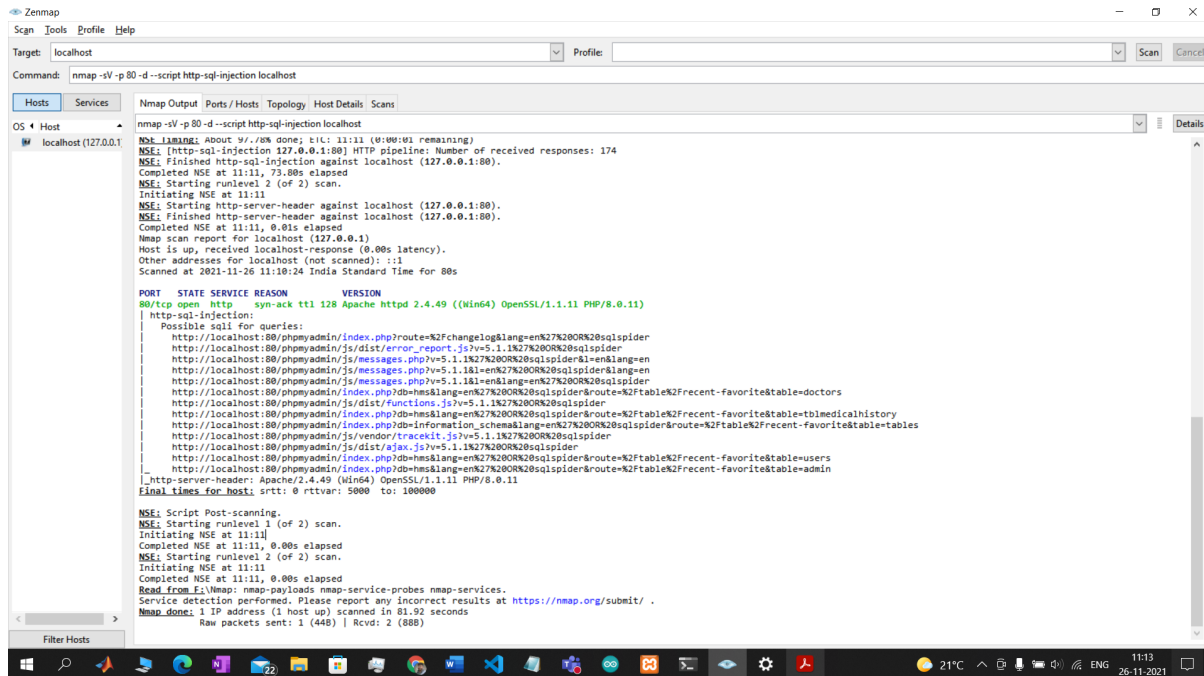 Zenmap
Scan Tools Profile Help
Target: localhost Profile: Scan Cancel
Command: nmap -sV -p 80 -d --script http-sql-injection localhost
Hosts Services Nmap Output Ports / Hosts Topology Host Details Scans
OS Host
localhost (127.0.0.1
nmap -sV -p 80 -d --script http-sql-injection localhost Details
NSE Timing: About 97.78% done; ETC: 11:11 (0:00:01 remaining)
NSE: [http-sql-injection 127.0.0.1:80] HTTP pipeline: Number of received responses: 174
NSE: Finished http-sql-injection against localhost (127.0.0.1:80).
Completed NSE at 11:11, 73.80s elapsed
NSE: Starting runlevel 2 (of 2) scan.
Initiating NSE at 11:11
NSE: Starting http-server-header against localhost (127.0.0.1:80).
NSE: Finished http-server-header against localhost (127.0.0.1:80).
Completed NSE at 11:11, 0.01s elapsed
Nmap scan report for localhost (127.0.0.1)
Host is up, received localhost-response (0.00s latency).
Other addresses for localhost (not scanned): ::1
Scanned at 2021-11-26 11:10:24 India Standard Time for 80s
PORT STATE SERVICE REASON VERSION
80/tcp open http syn-ack ttl 128 Apache httpd 2.4.49 ((Win64) OpenSSL/1.1.1l PHP/8.0.11)
| http-sql-injection:
| Possible sqli for queries:
| http://localhost:80/phpmyadmin/index.php?route=%2Fchangelog&lang=en%27%20OR%20sqlspider
| http://localhost:80/phpmyadmin/js/dist/error_report.js?v=5.1.1%27%20OR%20sqlspider
| http://localhost:80/phpmyadmin/js/messages.php?v=5.1.1%27%20OR%20sqlspider&l=en&lang=en
| http://localhost:80/phpmyadmin/js/messages.php?v=5.1.1&l=en%27%20OR%20sqlspider&lang=en
| http://localhost:80/phpmyadmin/js/messages.php?v=5.1.1&l=en&lang=en%27%20OR%20sqlspider
| http://localhost:80/phpmyadmin/index.php?db=hms&lang=en%27%20OR%20sqlspider&route=%2Ftable%2Frecent-favorite&table=doctors
| http://localhost:80/phpmyadmin/js/dist/functions.js?v=5.1.1%27%20OR%20sqlspider
| http://localhost:80/phpmyadmin/index.php?db=hms&lang=en%27%20OR%20sqlspider&route=%2Ftable%2Frecent-favorite&table=tblmedicalhistory
| http://localhost:80/phpmyadmin/index.php?db=information_schema&lang=en%27%20OR%20sqlspider&route=%2Ftable%2Frecent-favorite&table=tables
| http://localhost:80/phpmyadmin/js/vendor/tracekit.js?v=5.1.1%27%20OR%20sqlspider
| http://localhost:80/phpmyadmin/js/dist/ajax.js?v=5.1.1%27%20OR%20sqlspider
| http://localhost:80/phpmyadmin/index.php?db=hms&lang=en%27%20OR%20sqlspider&route=%2Ftable%2Frecent-favorite&table=users
|_ http://localhost:80/phpmyadmin/index.php?db=hms&lang=en%27%20OR%20sqlspider&route=%2Ftable%2Frecent-favorite&table=admin
|_http-server-header: Apache/2.4.49 (Win64) OpenSSL/1.1.1l PHP/8.0.11
Final times for host: srtt: 0 rttvar: 5000 to: 100000
NSE: Script Post-scanning.
NSE: Starting runlevel 1 (of 2) scan.
Initiating NSE at 11:11
Completed NSE at 11:11, 0.00s elapsed
NSE: Starting runlevel 2 (of 2) scan.
Initiating NSE at 11:11
Completed NSE at 11:11, 0.00s elapsed
Read from F:\Nmap: nmap-payloads nmap-service-probes nmap-services.
Service detection performed. Please report any incorrect results at https://nmap.org/submit/ .
Nmap done: 1 IP address (1 host up) scanned in 81.92 seconds
Raw packets sent: 1 (44B) | Rcvd: 2 (88B)
Filter Hosts
22 21°C ENG 11:13
26-11-2021